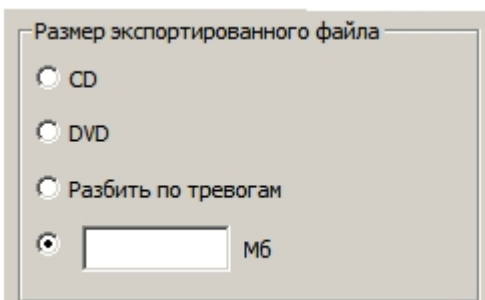 Размер экспортированного файла
CD
DVD
Разбить по тревогам
Мб